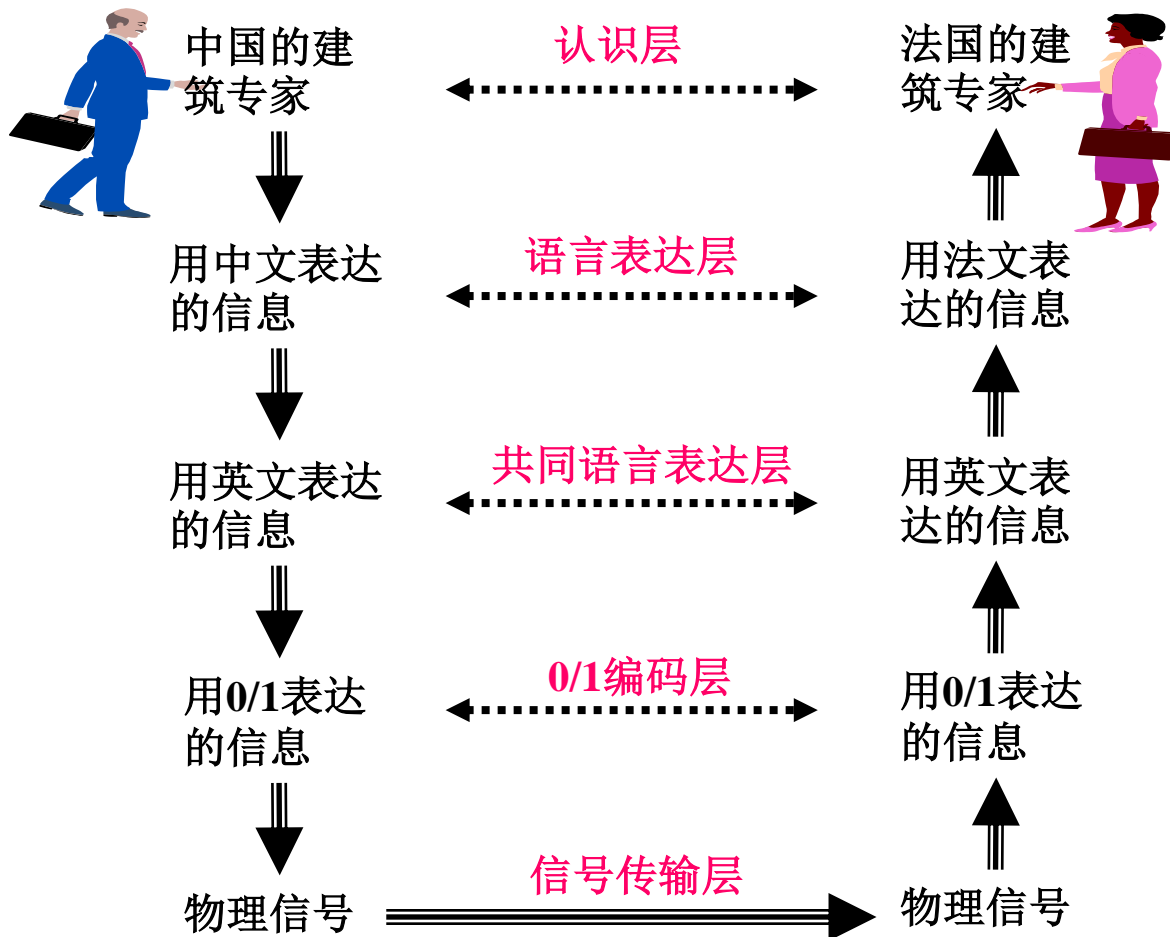 中国的建
筑专家
认识层
法国的建
筑专家
用中文表达
的信息
语言表达层
用法文表
达的信息
用英文表达
的信息
共同语言表达层
用英文表
达的信息
用0/1表达
的信息
0/1编码层
用0/1表达
的信息
物理信号
信号传输层
物理信号